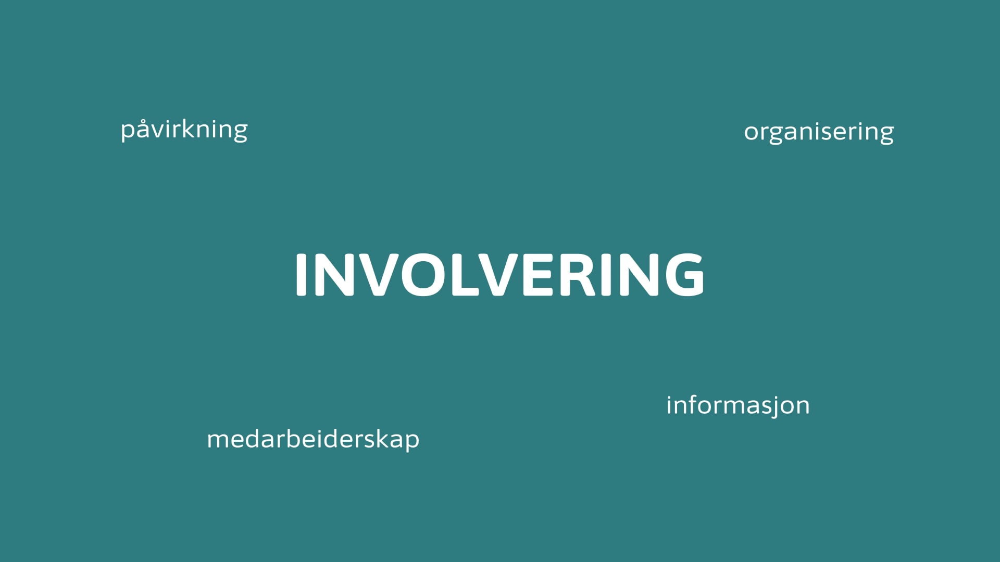 påvirkning
organisering
INVOLVERING
informasjon
medarbeiderskap